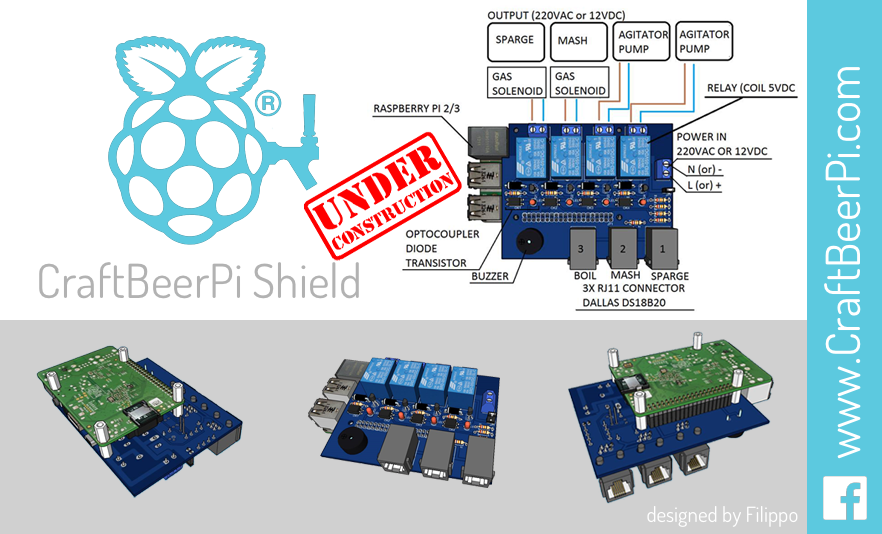 OUTPUT (220VAC or 12VDC)
SPARGE
MASH
AGITATOR
PUMP
AGITATOR
PUMP
GAS
SOLENOID
GAS
SOLENOID
RELAY (COIL 5VDC
RASPBERRY PI 2/3
POWER IN
220VAC OR 12VDC
N (or) -
L (or) +
®
UNDER
CONSTRUCTION
CraftBeerPi Shield
OPTOCOUPLER
DIODE
TRANSISTOR
BUZZER
3
2
1
BOIL
MASH
SPARGE
3X RJ11 CONNECTOR
DALLAS DS18B20
designed by Filippo
www.CraftBeerPi.com
f